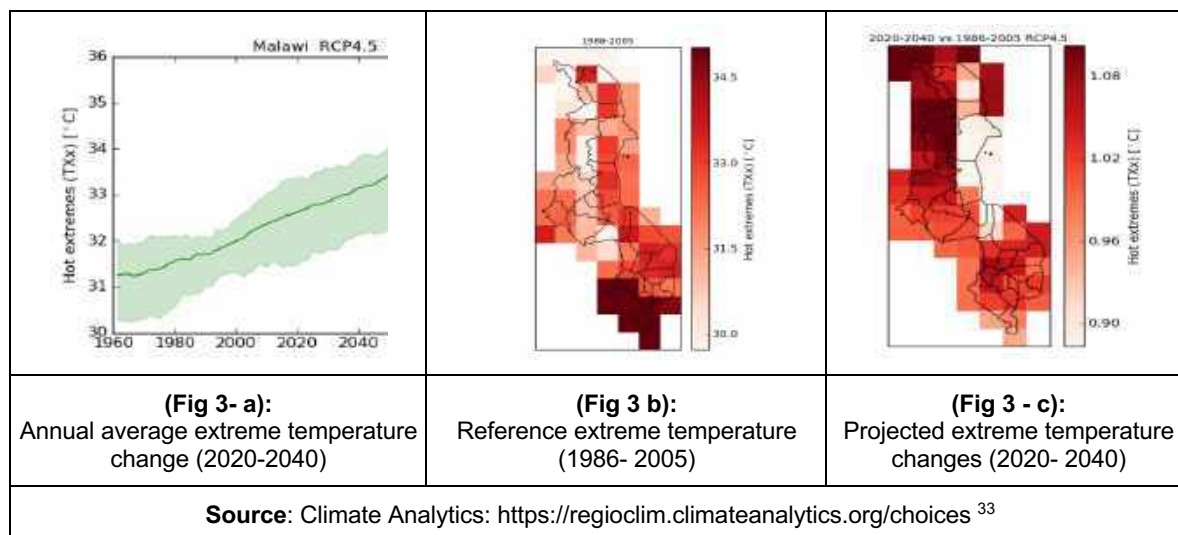 Malawi RCP4.5
36
35
34
33
32
31
30
Hot extremes (TXx) [°C]
1960 1980 2000 2020 2040
1986-2005
34.5
33.0
31.5
30.0
Hot extremes (TXx) [°C]
2020-2040 vs 1986-2005 RCP4.5
1.08
1.02
0.96
0.90
Hot extremes (TXx) [°C]
(Fig 3- a):
Annual average extreme temperature
change (2020-2040)
(Fig 3 b):
Reference extreme temperature
(1986- 2005)
(Fig 3 - c):
Projected extreme temperature
changes (2020- 2040)
Source: Climate Analytics: https://regioclim.climateanalytics.org/choices 33